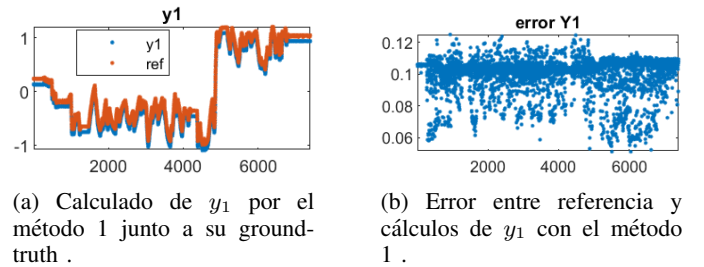 y1
1
0
-1
y1
ref
2000 4000 6000
error Y1
0.12
0.1
0.08
0.06
2000 4000 6000
(a) Calculado de y1 por el
método 1 junto a su ground-
truth .
(b) Error entre referencia y
cálculos de y1 con el método
1 .